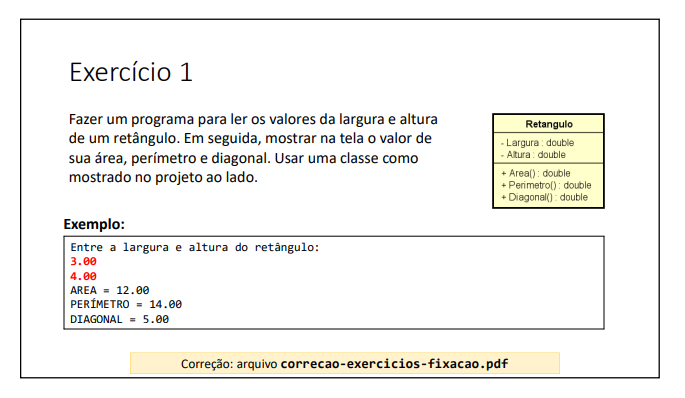 Exercício 1
Fazer um programa para ler os valores da largura e altura
de um retângulo. Em seguida, mostrar na tela o valor de
sua área, perímetro e diagonal. Usar uma classe como
mostrado no projeto ao lado.
Retangulo
- Largura : double
- Altura : double
+ Area() : double
+ Perimetro() : double
+ Diagonal() : double
Exemplo:
Entre a largura e altura do retângulo:
3.00
4.00
AREA = 12.00
PERÍMETRO = 14.00
DIAGONAL = 5.00
Correção: arquivo correcao-exercicios-fixacao.pdf